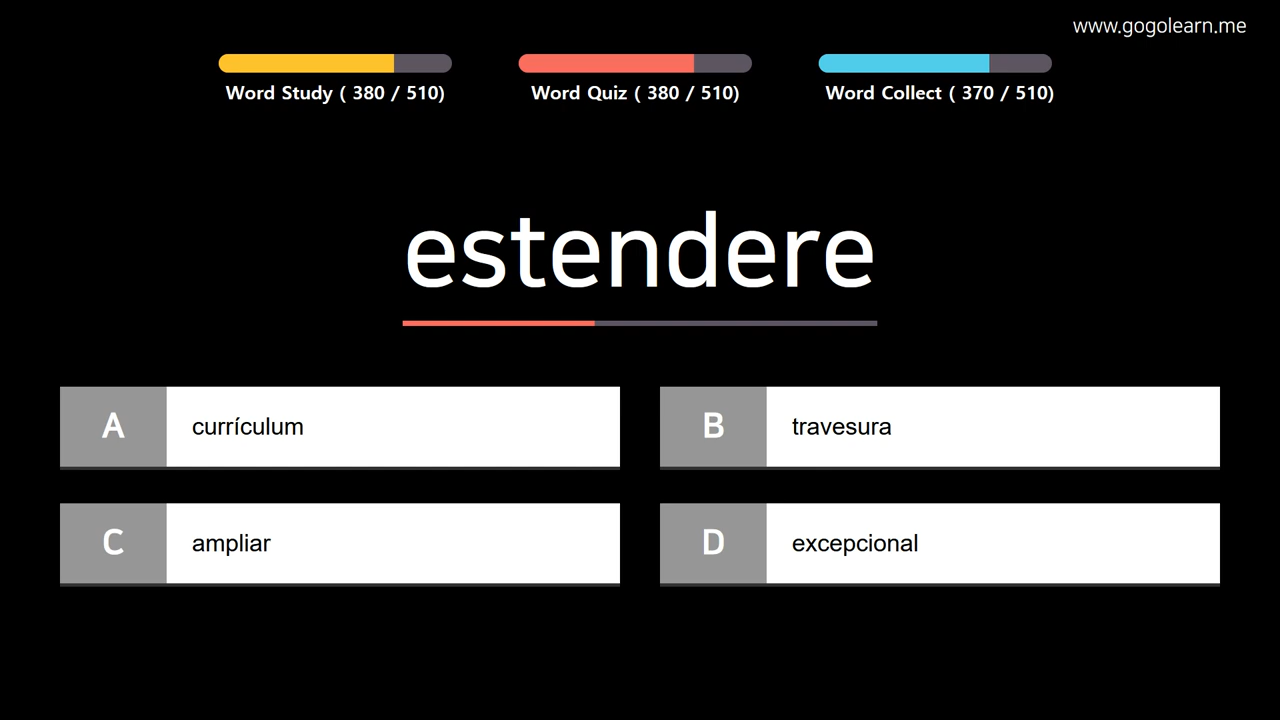 www.gogolearn.me
Word Study ( 380 / 510)
Word Quiz ( 380 / 510)
Word Collect ( 370 / 510)
estendere
A currículum
B travesura
C ampliar
D excepcional